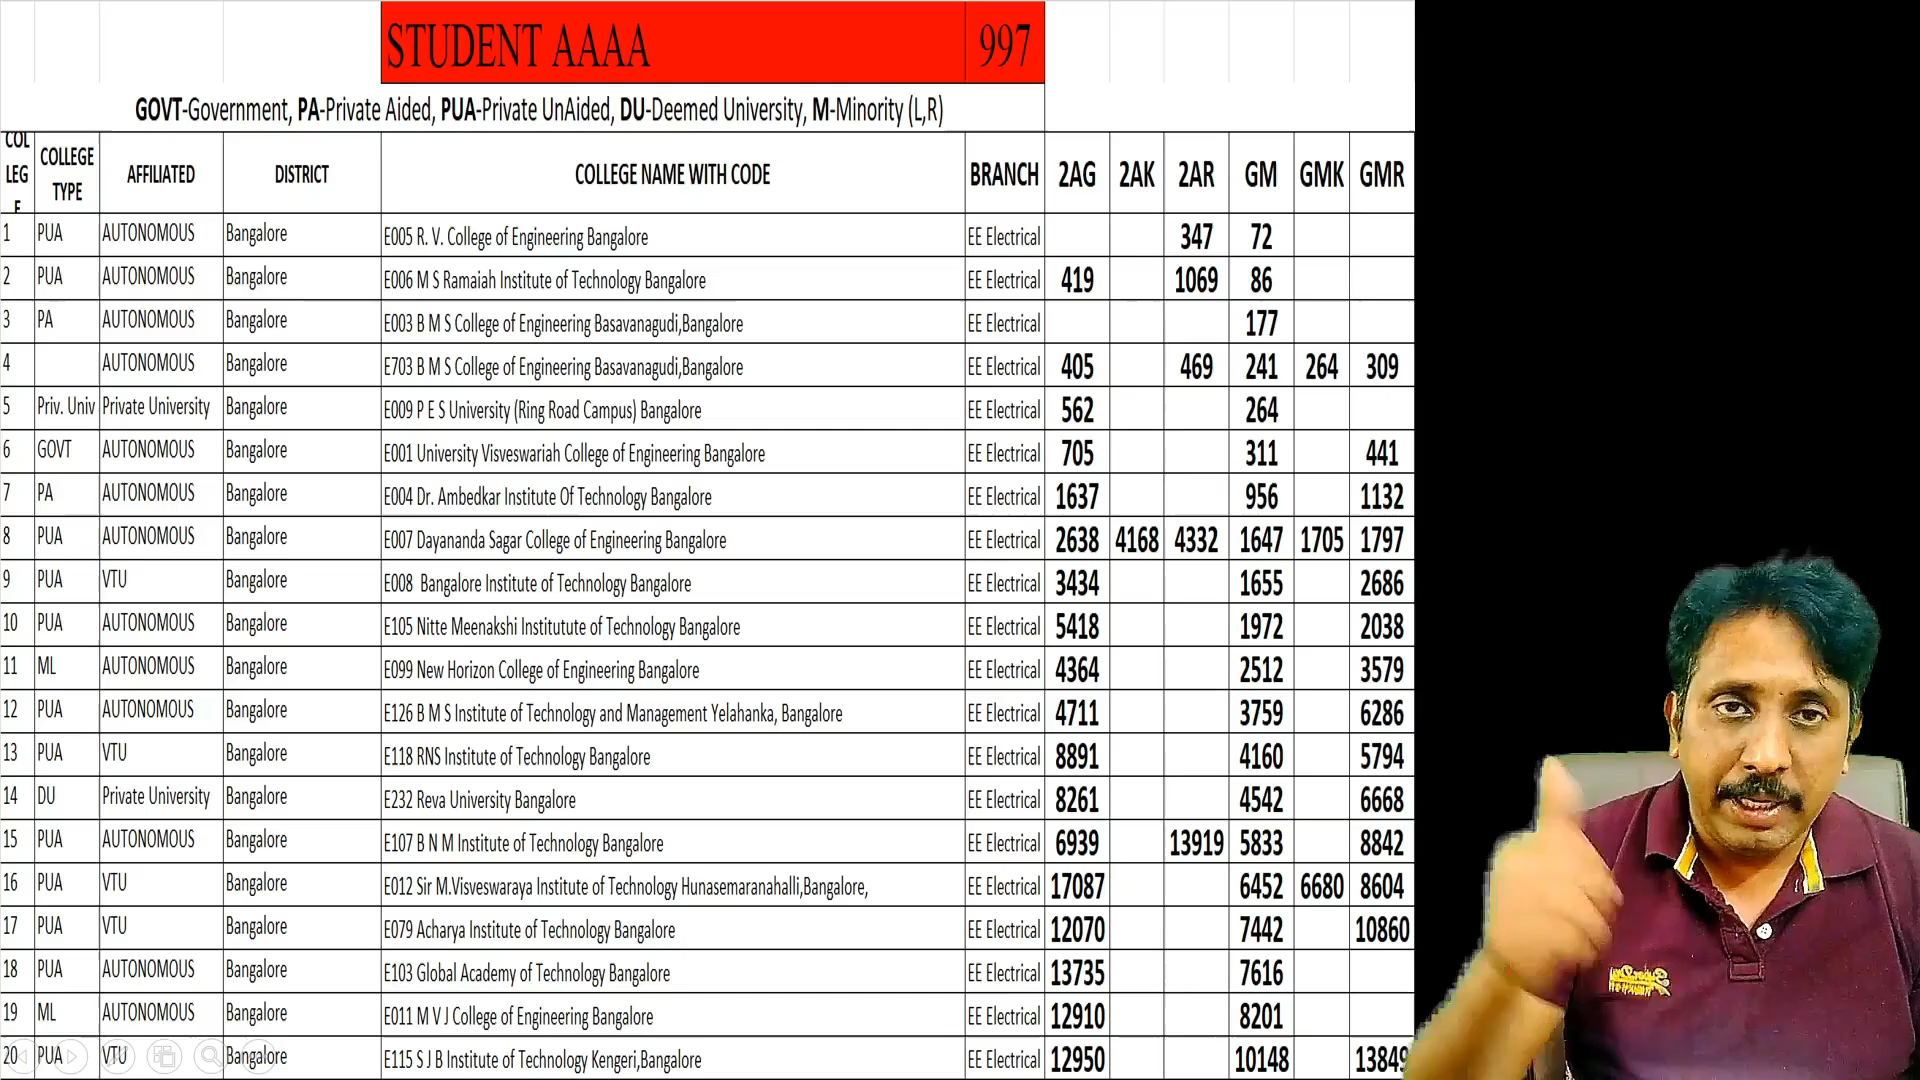 STUDENT AAAA 997
GOVT-Government, PA-Private Aided, PUA-Private UnAided, DU-Deemed University, M-Minority (L,R)
COLLEGE COLLEGE TYPE AFFILIATED DISTRICT COLLEGE NAME WITH CODE BRANCH 2AG 2AK 2AR GM GMK GMR
1 PUA AUTONOMOUS Bangalore E005 R. V. College of Engineering Bangalore EE Electrical 347 72
2 PUA AUTONOMOUS Bangalore E006 M S Ramaiah Institute of Technology Bangalore EE Electrical 419 1069 86
3 PA AUTONOMOUS Bangalore E003 B M S College of Engineering Basavanagudi,Bangalore EE Electrical 177
4 AUTONOMOUS Bangalore E703 B M S College of Engineering Basavanagudi,Bangalore EE Electrical 405 469 241 264 309
5 Priv. Univ Private University Bangalore E009 P E S University (Ring Road Campus) Bangalore EE Electrical 562 264
6 GOVT AUTONOMOUS Bangalore E001 University Visveswariah College of Engineering Bangalore EE Electrical 705 311 441
7 PA AUTONOMOUS Bangalore E004 Dr. Ambedkar Institute Of Technology Bangalore EE Electrical 1637 956 1132
8 PUA AUTONOMOUS Bangalore E007 Dayananda Sagar College of Engineering Bangalore EE Electrical 2638 4168 4332 1647 1705 1797
9 PUA VTU Bangalore E008 Bangalore Institute of Technology Bangalore EE Electrical 3434 1655 2686
10 PUA AUTONOMOUS Bangalore E105 Nitte Meenakshi Institutute of Technology Bangalore EE Electrical 5418 1972 2038
11 ML AUTONOMOUS Bangalore E099 New Horizon College of Engineering Bangalore EE Electrical 4364 2512 3579
12 PUA AUTONOMOUS Bangalore E126 B M S Institute of Technology and Management Yelahanka, Bangalore EE Electrical 4711 3759 6286
13 PUA VTU Bangalore E118 RNS Institute of Technology Bangalore EE Electrical 8891 4160 5794
14 DU Private University Bangalore E232 Reva University Bangalore EE Electrical 8261 4542 6668
15 PUA AUTONOMOUS Bangalore E107 B N M Institute of Technology Bangalore EE Electrical 6939 13919 5833 8842
16 PUA VTU Bangalore E012 Sir M.Visveswaraya Institute of Technology Hunasemaranahalli,Bangalore, EE Electrical 17087 6452 6680 8604
17 PUA VTU Bangalore E079 Acharya Institute of Technology Bangalore EE Electrical 12070 7442 10860
18 PUA AUTONOMOUS Bangalore E103 Global Academy of Technology Bangalore EE Electrical 13735 7616
19 ML AUTONOMOUS Bangalore E011 M V J College of Engineering Bangalore EE Electrical 12910 8201
20 PUA VTU Bangalore E115 S J B Institute of Technology Kengeri,Bangalore EE Electrical 12950 10148 13849